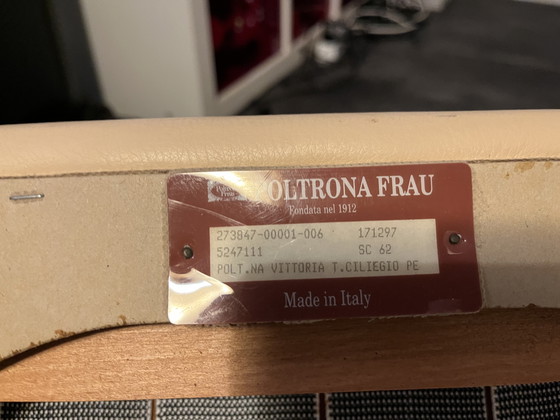 POLTRONA FRAU
Fondata nel 1912
273847-00001-006 171297
5247111 SC 62
POLT.NA VITTORIA T.CILIEGIO PE
Made in Italy